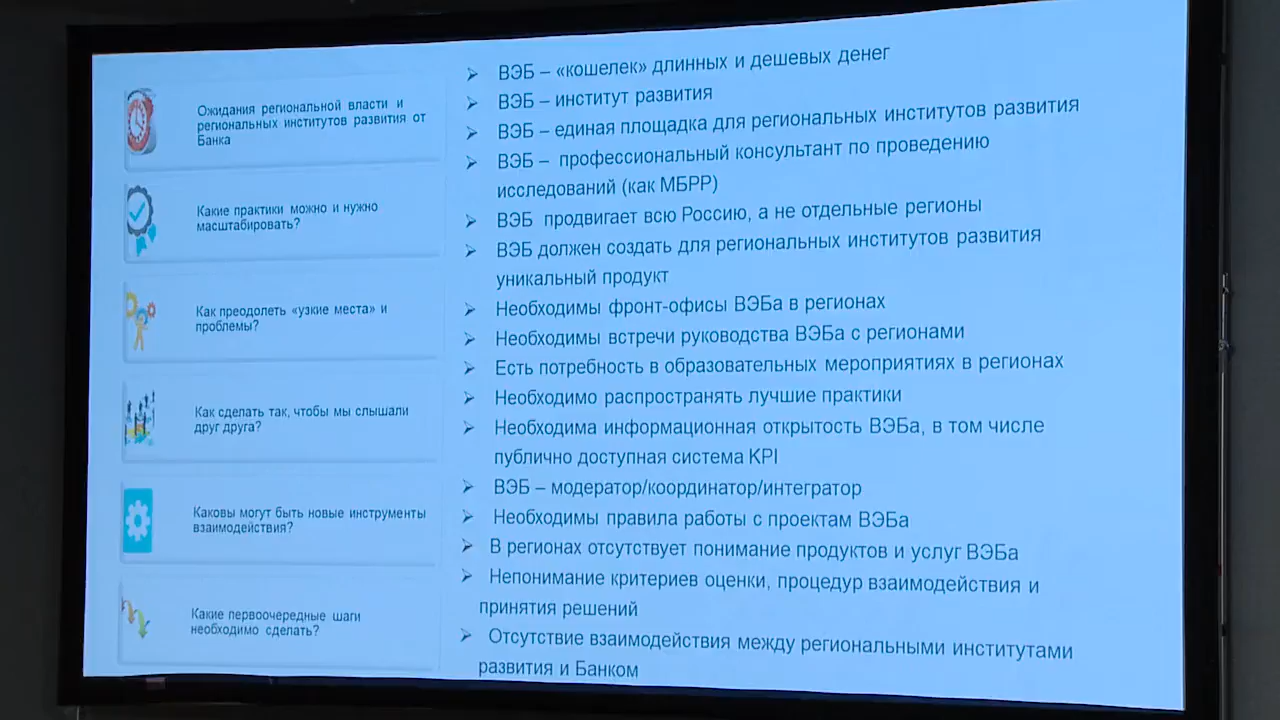 Ожидания региональной власти и
региональных институтов развития от
Банка
Какие практики можно и нужно
масштабировать?
Как преодолеть «узкие места» и
проблемы?
Как сделать так, чтобы мы слышали
друг друга?
Каковы могут быть новые инструменты
взаимодействия?
Какие первоочередные шаги
необходимо сделать?
ВЭБ – «кошелек» длинных и дешевых денег
ВЭБ – институт развития
ВЭБ – единая площадка для региональных институтов развития
ВЭБ – профессиональный консультант по проведению
исследований (как МБРР)
ВЭБ продвигает всю Россию, а не отдельные регионы
ВЭБ должен создать для региональных институтов развития
уникальный продукт
Необходимы фронт-офисы ВЭБа в регионах
Необходимы встречи руководства ВЭБа с регионами
Есть потребность в образовательных мероприятиях в регионах
Необходимо распространять лучшие практики
Необходима информационная открытость ВЭБа, в том числе
публично доступная система KPI
ВЭБ – модератор/координатор/интегратор
Необходимы правила работы с проектам ВЭБа
В регионах отсутствует понимание продуктов и услуг ВЭБа
Непонимание критериев оценки, процедур взаимодействия и
принятия решений
Отсутствие взаимодействия между региональными институтами
развития и Банком